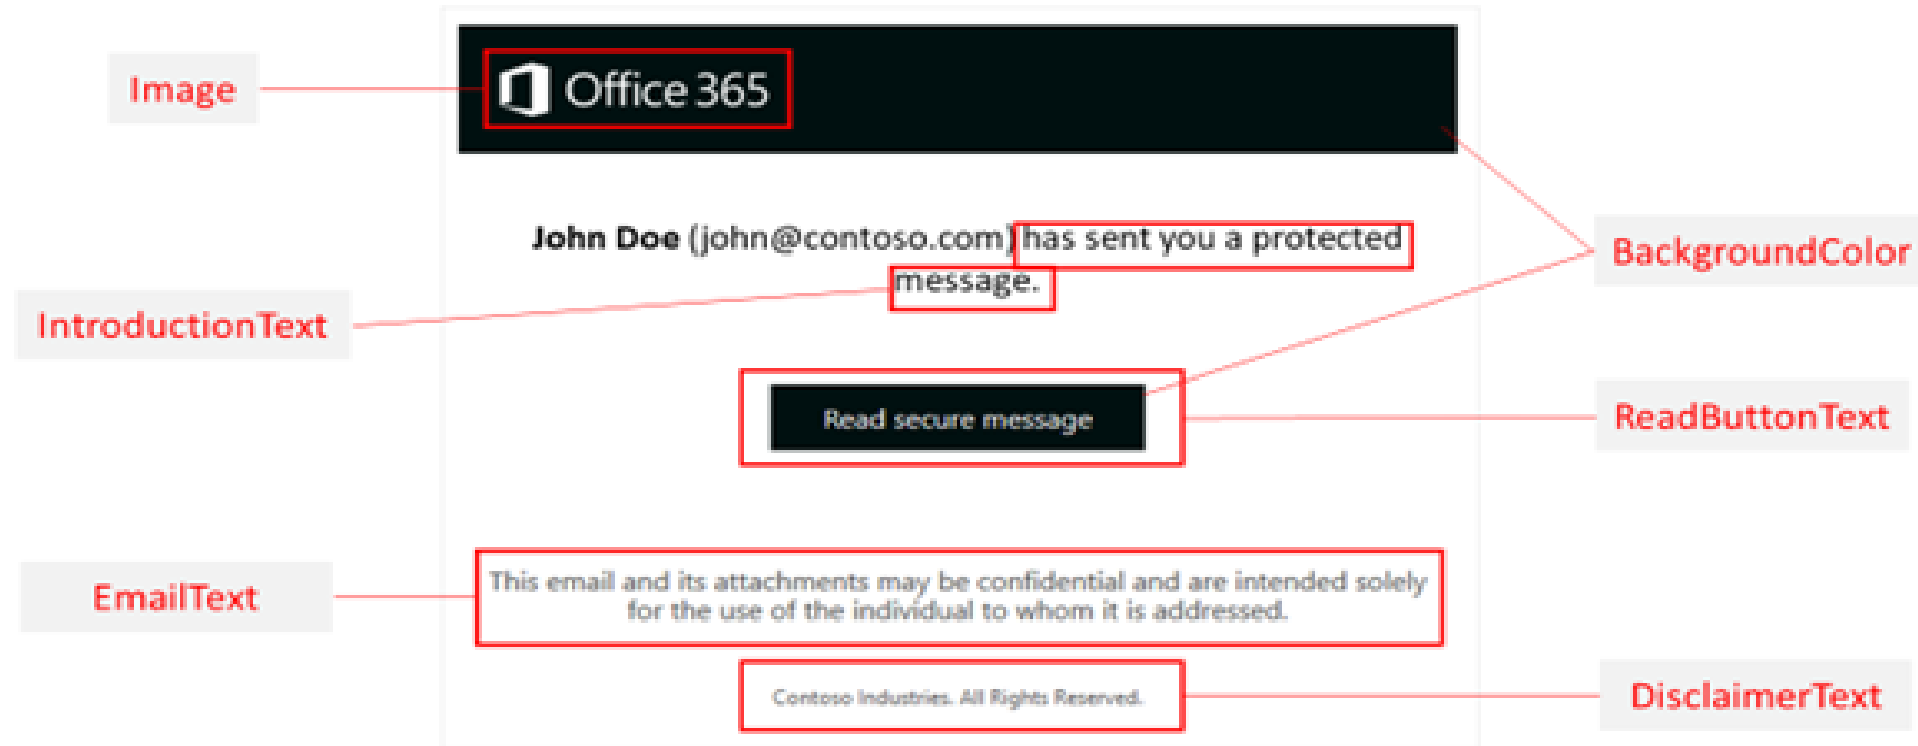 Image
Office 365
John Doe (john@contoso.com) has sent you a protected
message.
BackgroundColor
IntroductionText
Read secure message
ReadButtonText
EmailText
This email and its attachments may be confidential and are intended solely
for the use of the individual to whom it is addressed.
Contoso Industries. All Rights Reserved.
DisclaimerText